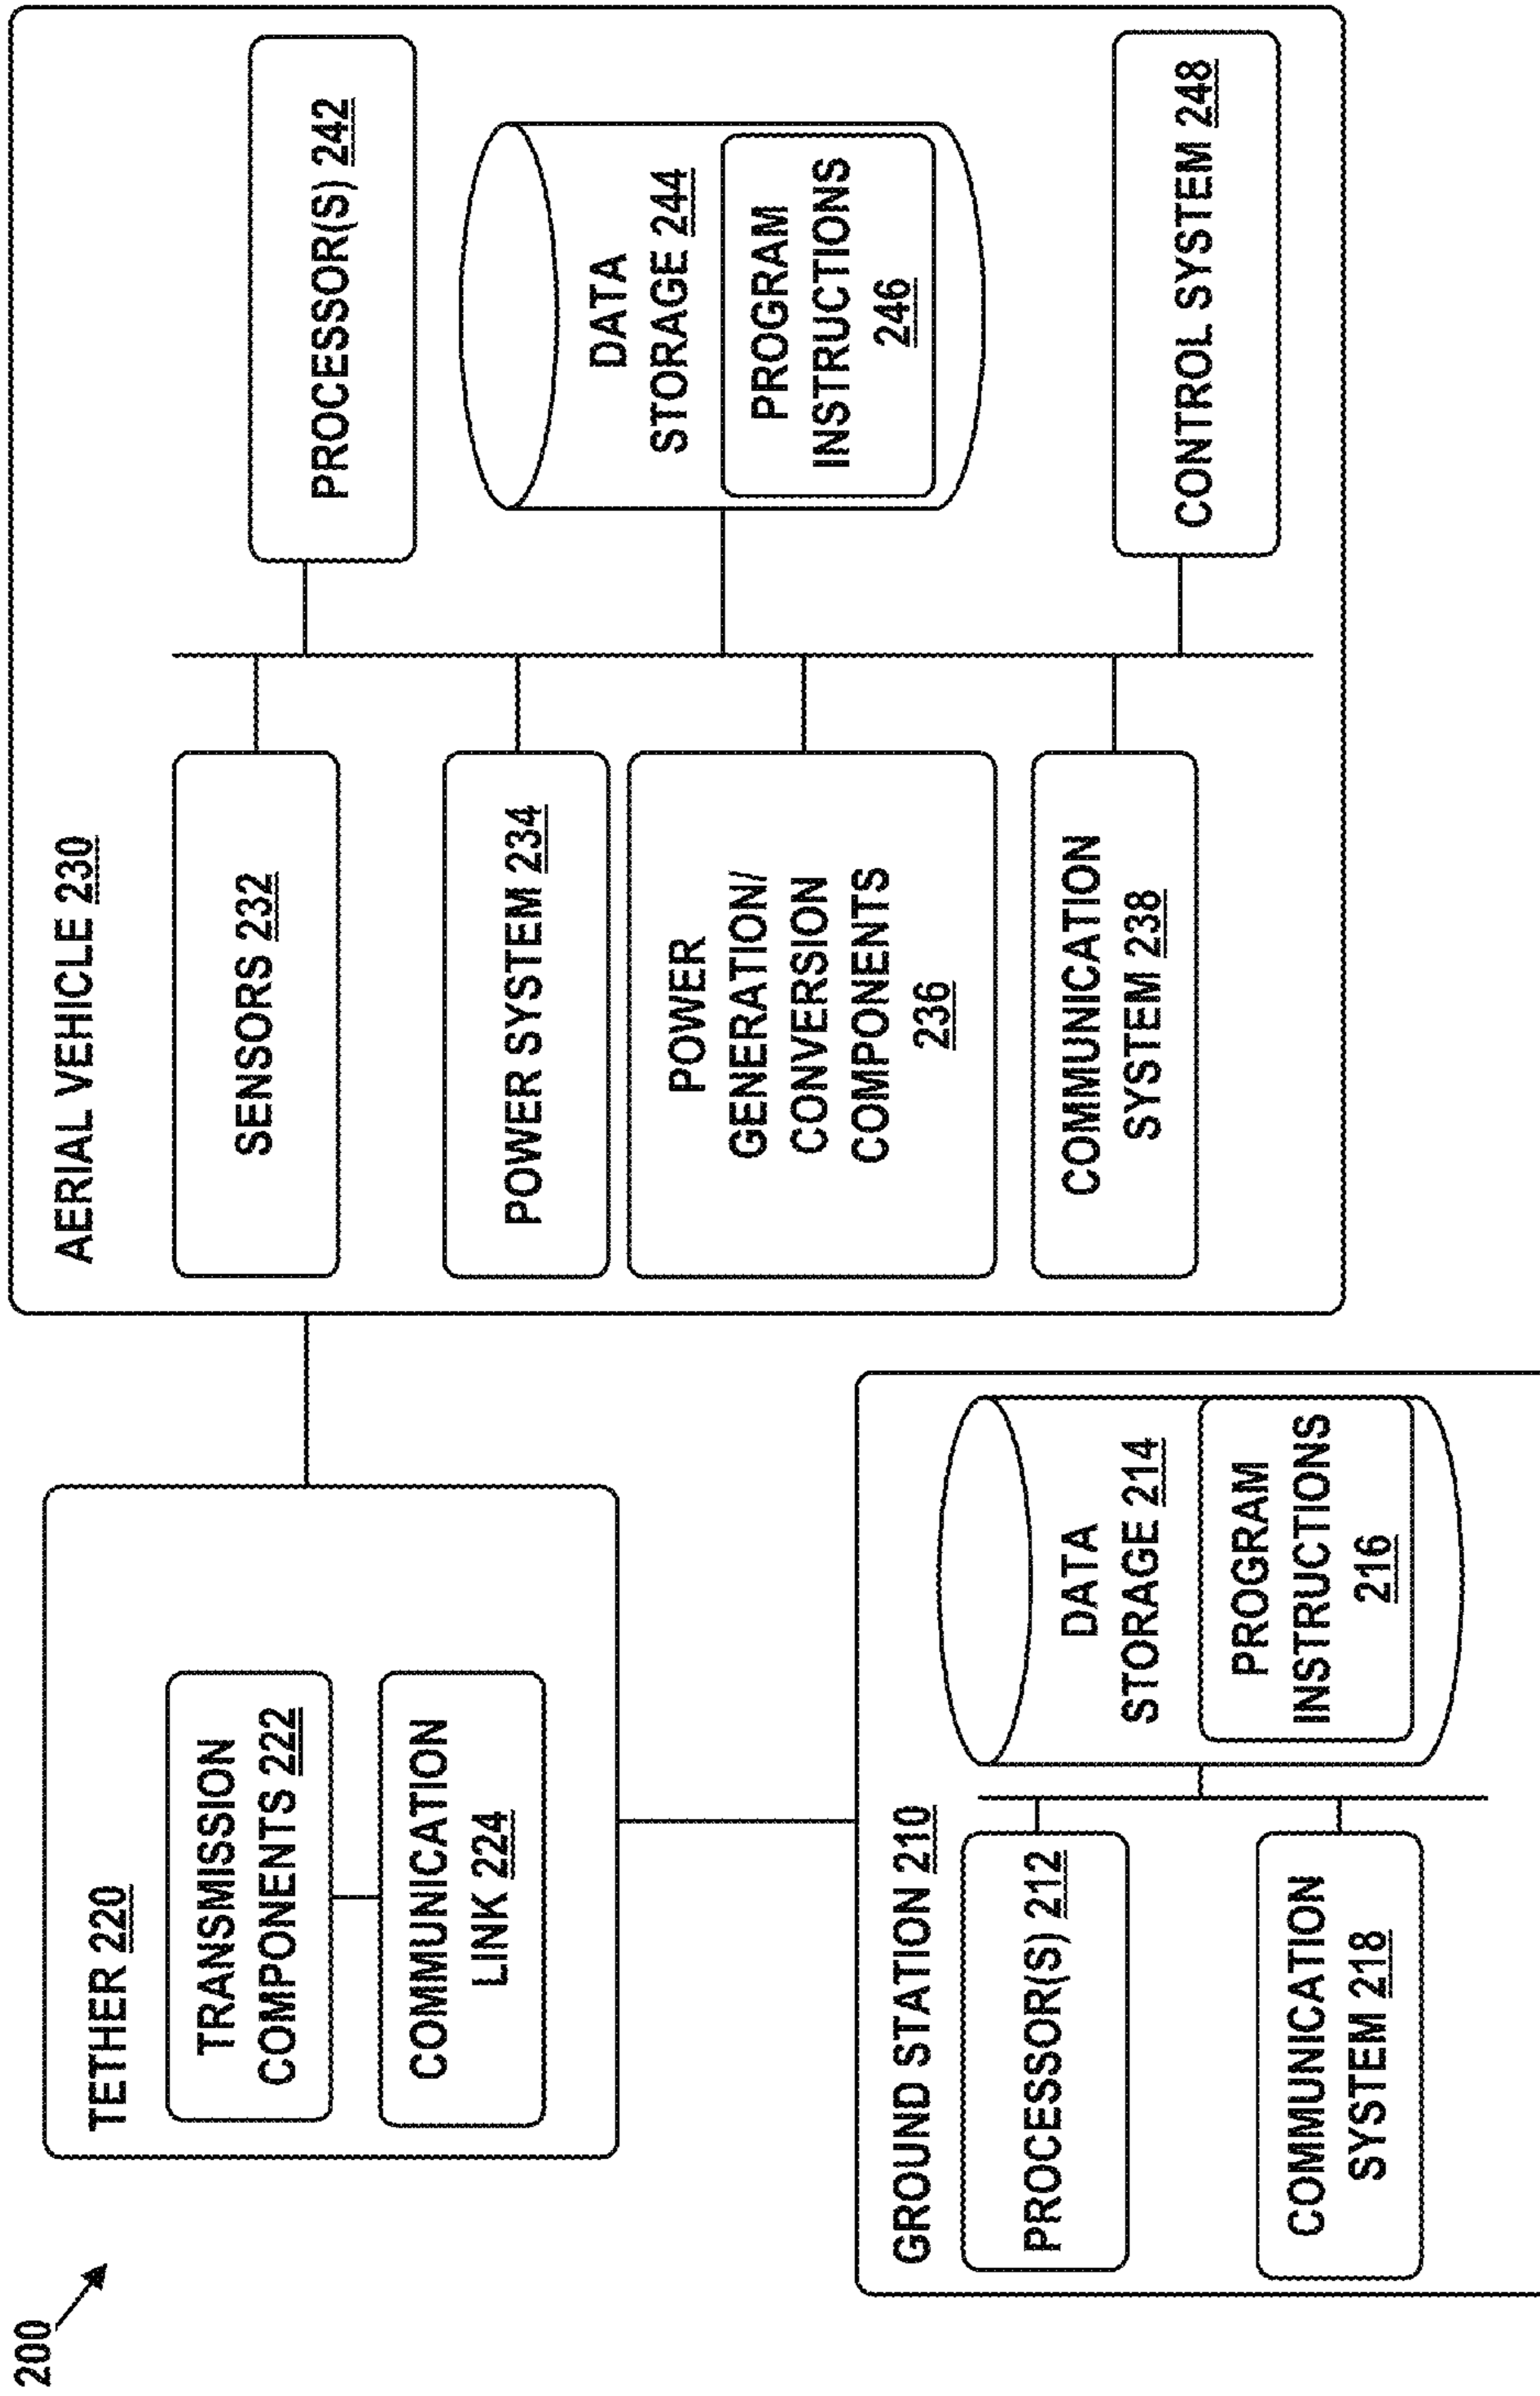 200
TETHER 220
TRANSMISSION
COMPONENTS 222
COMMUNICATION
LINK 224
GROUND STATION 210
PROCESSOR(S) 212
COMMUNICATION
SYSTEM 218
DATA
STORAGE 214
PROGRAM
INSTRUCTIONS
216
AERIAL VEHICLE 230
SENSORS 232
POWER SYSTEM 234
POWER
GENERATION/
CONVERSION
COMPONENTS
236
COMMUNICATION
SYSTEM 238
PROCESSOR(S) 242
DATA
STORAGE 244
PROGRAM
INSTRUCTIONS
246
CONTROL SYSTEM 248